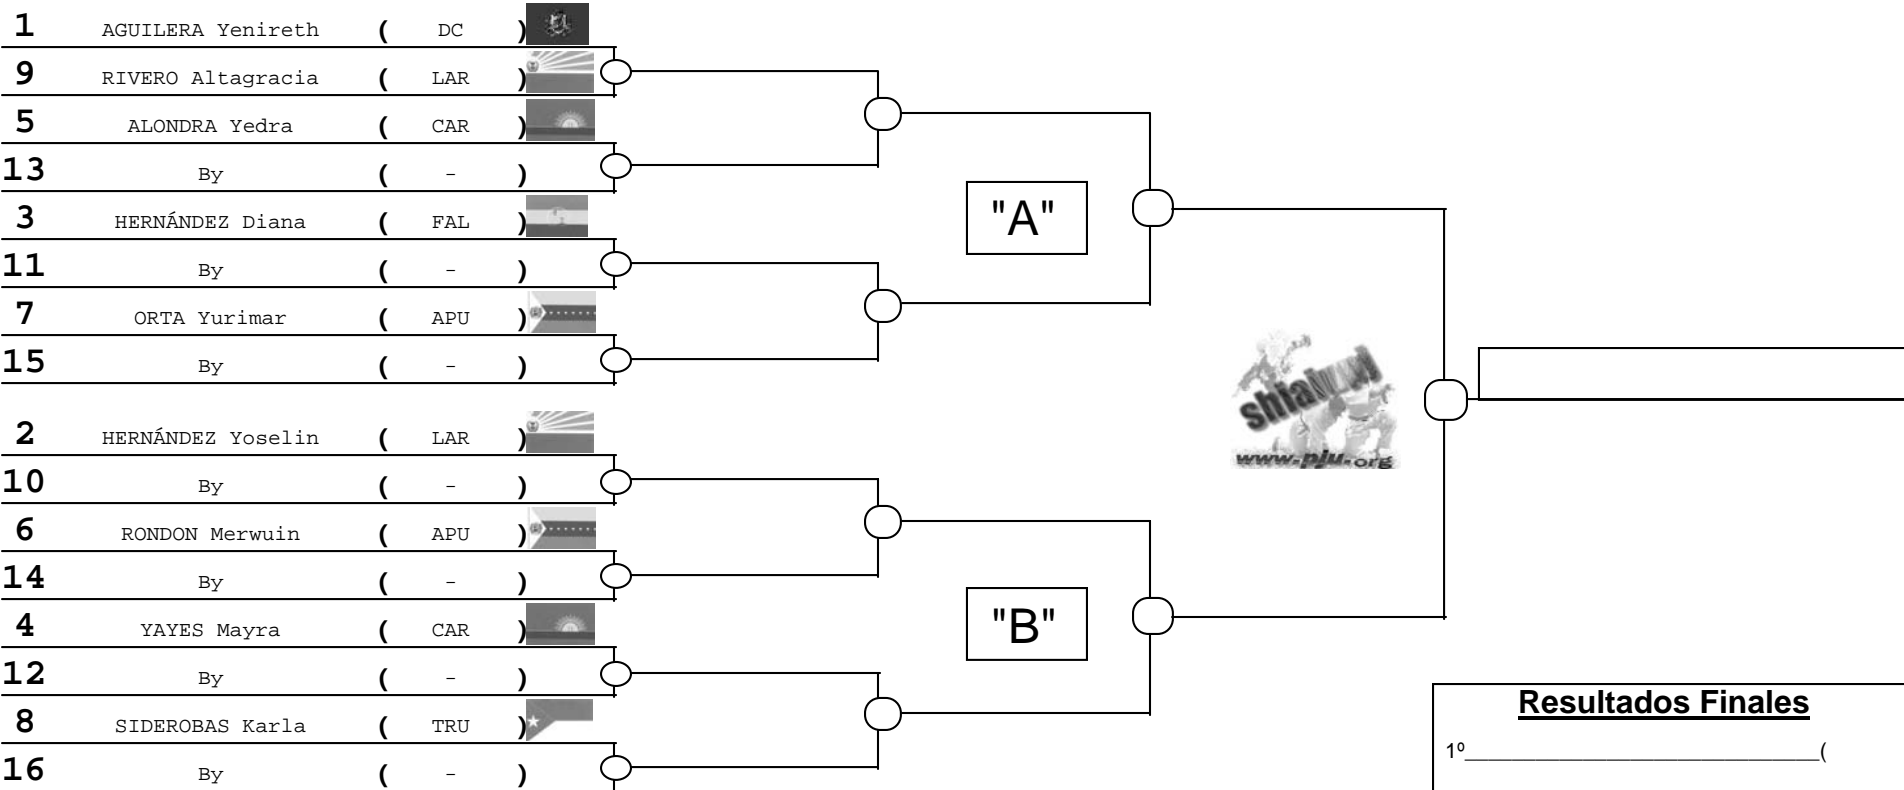 1 AGUILERA Yenireth ( DC )
9 RIVERO Altagracia ( LAR )
5 ALONDRA Yedra ( CAR )
13 By ( - )
3 HERNÁNDEZ Diana ( FAL )
11 By ( - )
7 ORTA Yurimar ( APU )
15 By ( - )
"A"
2 HERNÁNDEZ Yoselin ( LAR )
10 By ( - )
6 RONDON Merwuin ( APU )
14 By ( - )
4 YAYES Mayra ( CAR )
12 By ( - )
8 SIDEROBAS Karla ( TRU )
16 By ( - )
"B"
www.pju.org
Resultados Finales
1º______________________________(